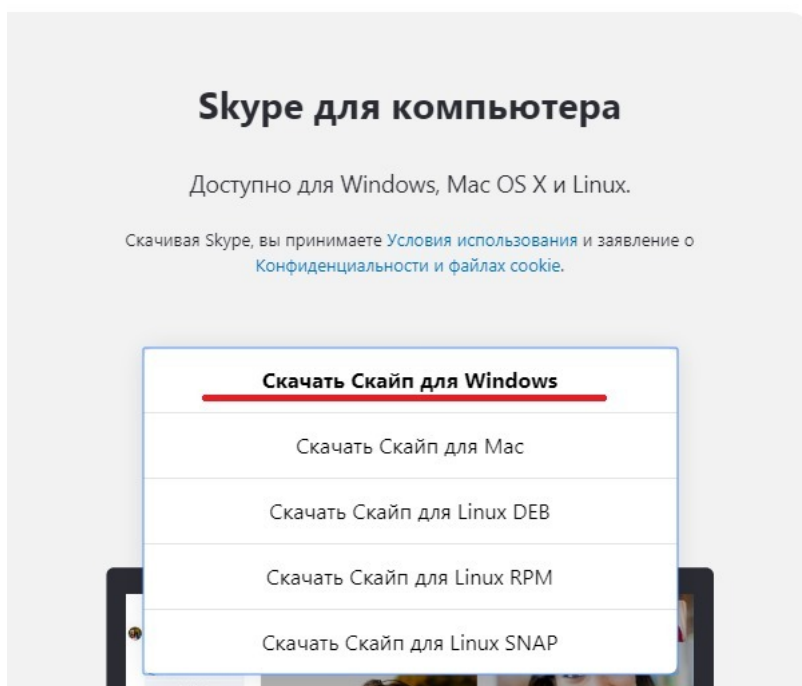 Skype для компьютера
Доступно для Windows, Mac OS X и Linux.
Скачивая Skype, вы принимаете Условия использования и заявление о
Конфиденциальности и файлах cookie.
Скачать Скайп для Windows
Скачать Скайп для Mac
Скачать Скайп для Linux DEB
Скачать Скайп для Linux RPM
Скачать Скайп для Linux SNAP